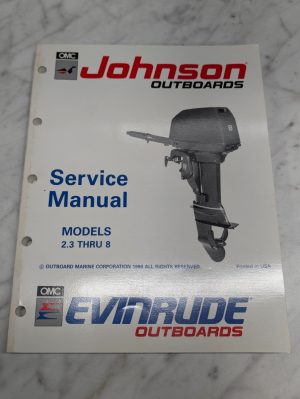 OMC
Johnson
OUTBOARDS
Service
Manual
MODELS
2.3 THRU 8
© OUTBOARD MARINE CORPORATION 1990 ALL RIGHTS RESERVED Printed in USA
OMC
EVINRUDE
OUTBOARDS